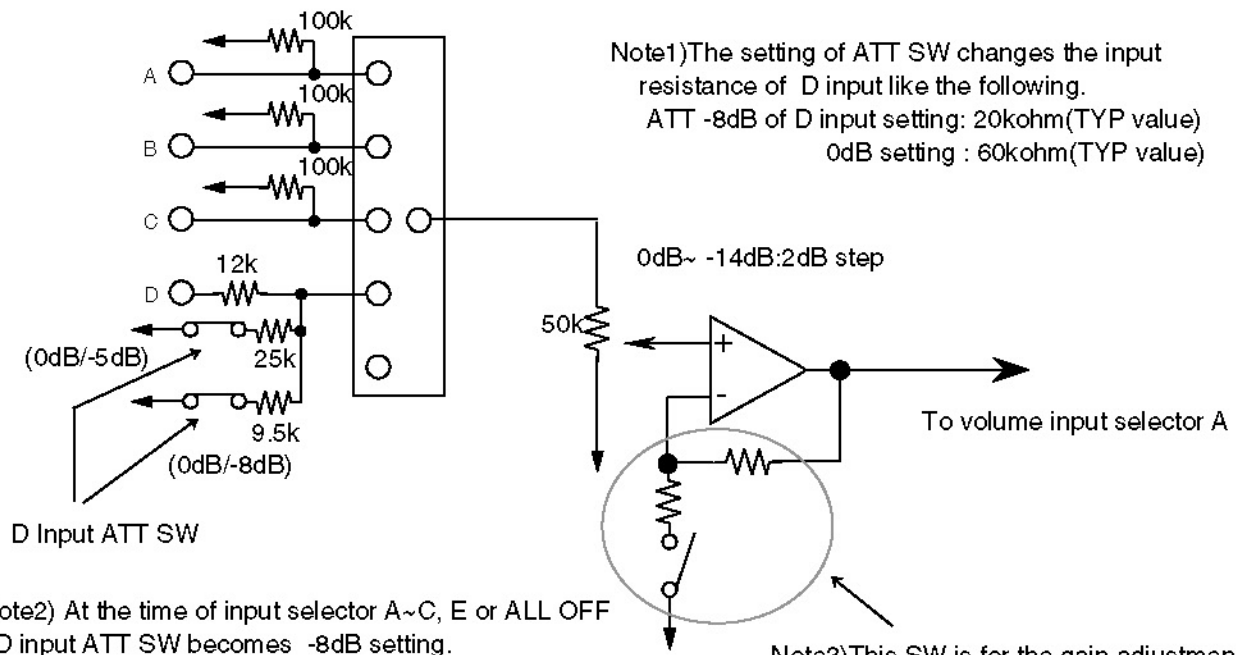 100k
A
100k
B
100k
C
12k
D
(0dB/-5dB)
25k
9.5k
(0dB/-8dB)
D Input ATT SW
Note1)The setting of ATT SW changes the input
resistance of D input like the following.
ATT -8dB of D input setting: 20kohm(TYP value)
0dB setting : 60kohm(TYP value)
0dB~ -14dB:2dB step
50k
+
-
To volume input selector A
ote2) At the time of input selector A~C, E or ALL OFF
D input ATT SW becomes -8dB setting.
Note3)This SW is for the gain adjustmen